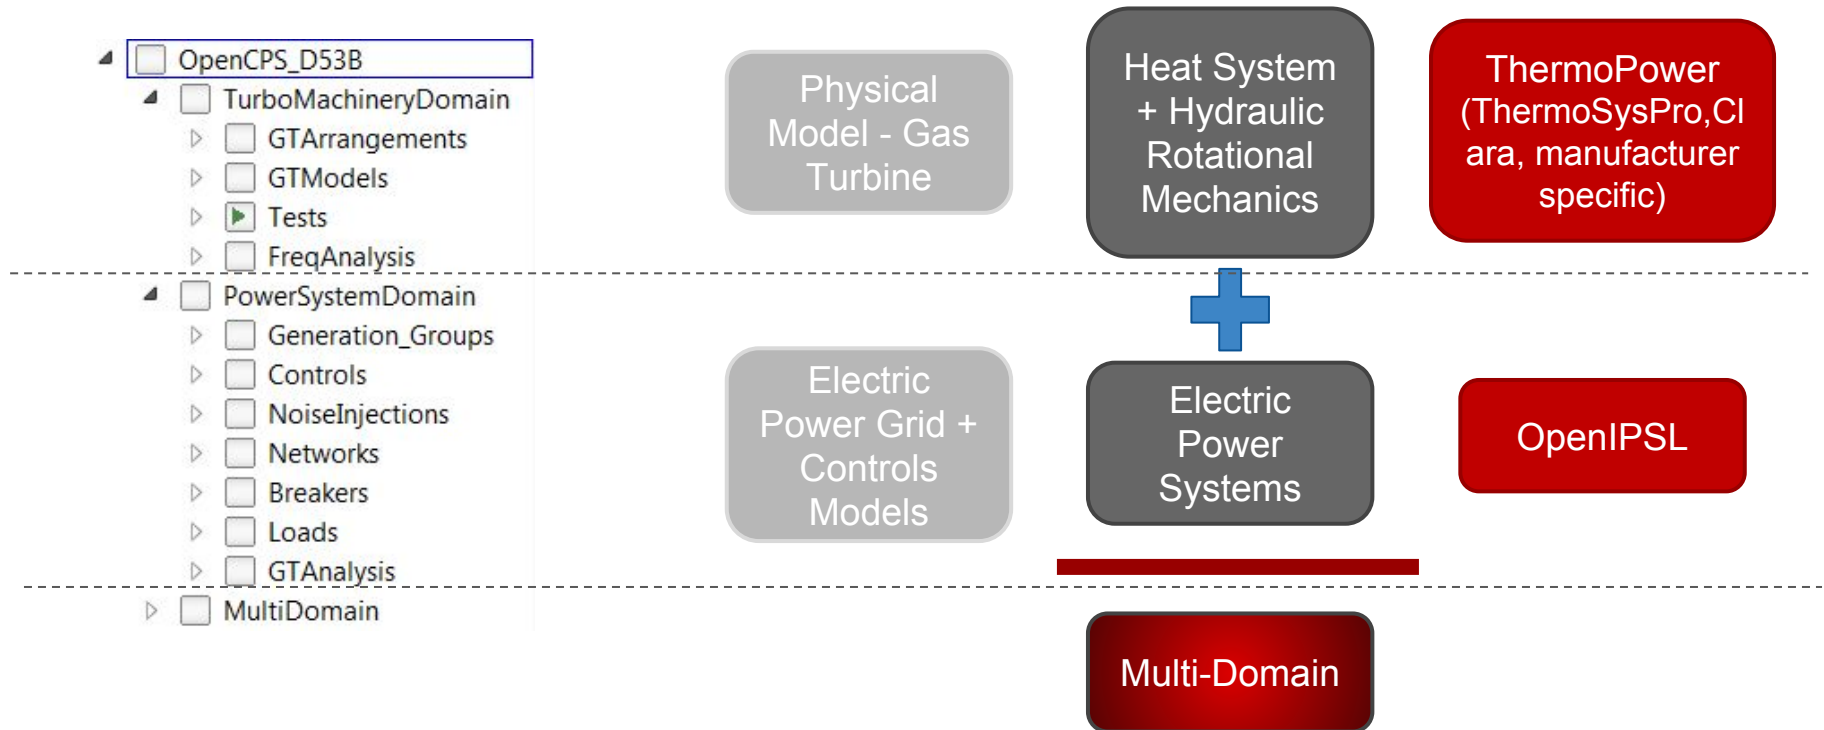 OpenCPS_D53B
TurboMachineryDomain
GTArrangements
GTModels
Tests
FreqAnalysis
PowerSystemDomain
Generation_Groups
Controls
NoiseInjections
Networks
Breakers
Loads
GTAnalysis
MultiDomain
Physical
Model - Gas
Turbine
Heat System
+ Hydraulic
Rotational
Mechanics
ThermoPower
(ThermoSysPro,Cl
ara, manufacturer
specific)
Electric
Power Grid +
Controls
Models
Electric
Power
Systems
OpenIPSL
Multi-Domain